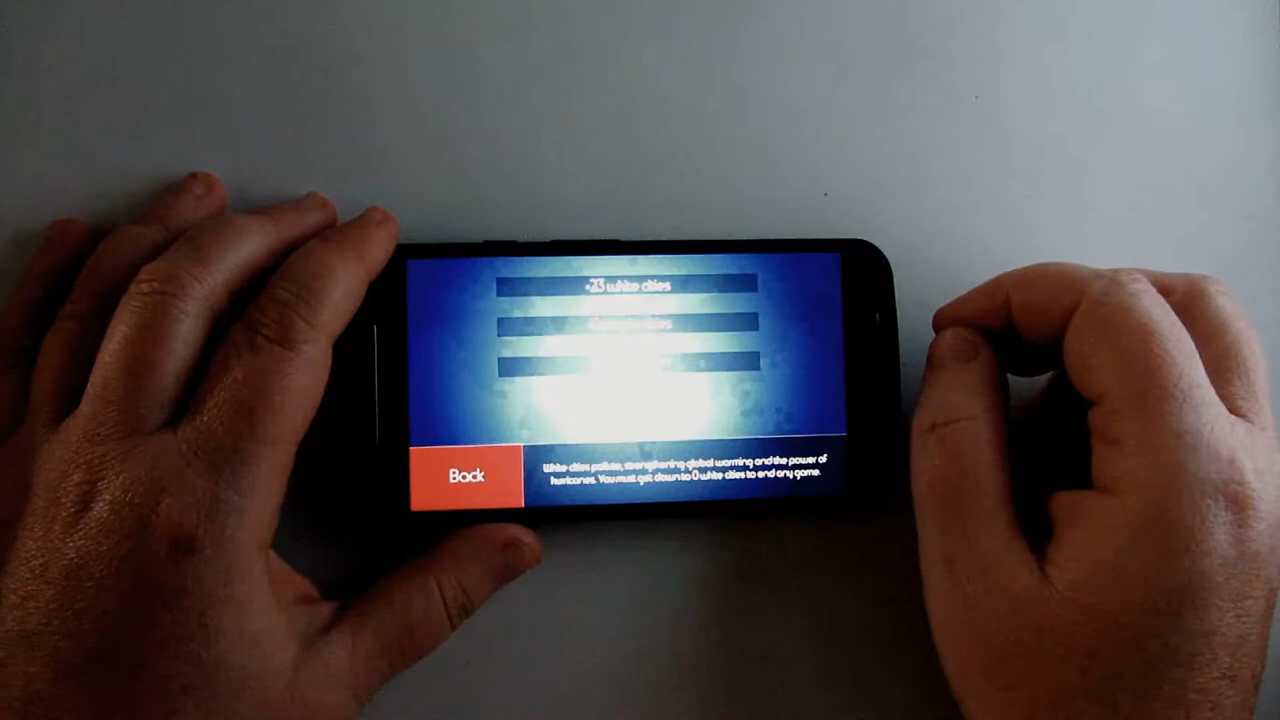 -23 white cities
Back
White cities pollute, strengthening global warming and the power of
hurricanes. You must get down to 0 white cities to end any game.